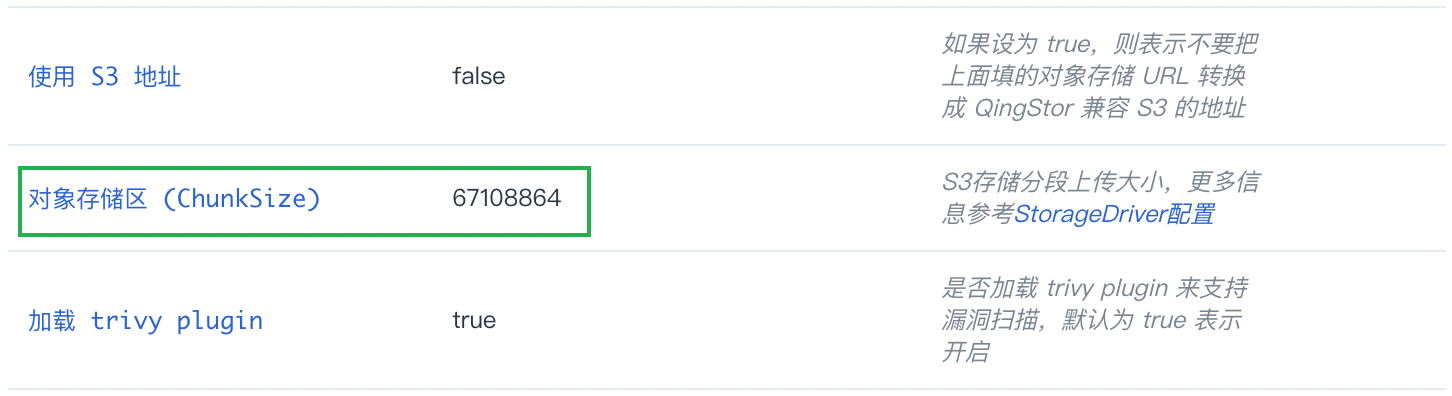 使用 S3 地址
false
如果设为 true，则表示不要把
上面填的对象存储 URL 转换
成 QingStor 兼容 S3 的地址
对象存储区 (ChunkSize)
67108864
S3存储分段上传大小，更多信
息参考StorageDriver配置
加载 trivy plugin
true
是否加载 trivy plugin 来支持
漏洞扫描，默认为 true 表示
开启